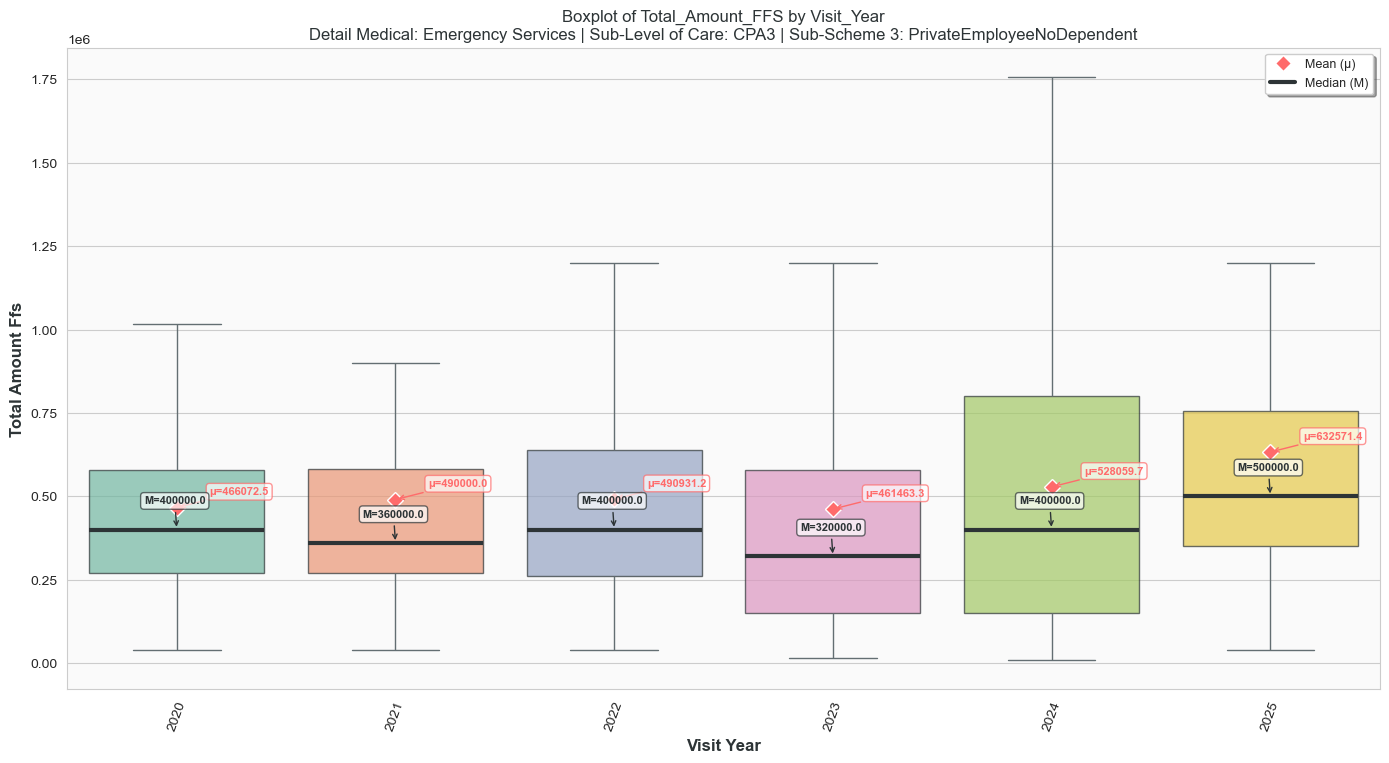 Boxplot of Total_Amount_FFS by Visit_Year
Detail Medical: Emergency Services | Sub-Level of Care: CPA3 | Sub-Scheme 3: PrivateEmployeeNoDependent
1e6
Mean (μ)
Median (M)
1.75
1.50
1.25
1.00
0.75
0.50
0.25
0.00
Total Amount Ffs
M=400000.0
μ=466072.5
M=360000.0
μ=490000.0
M=400000.0
μ=490931.2
M=320000.0
μ=461463.3
M=400000.0
μ=528059.7
M=500000.0
μ=632571.4
2020
2021
2022
2023
2024
2025
Visit Year